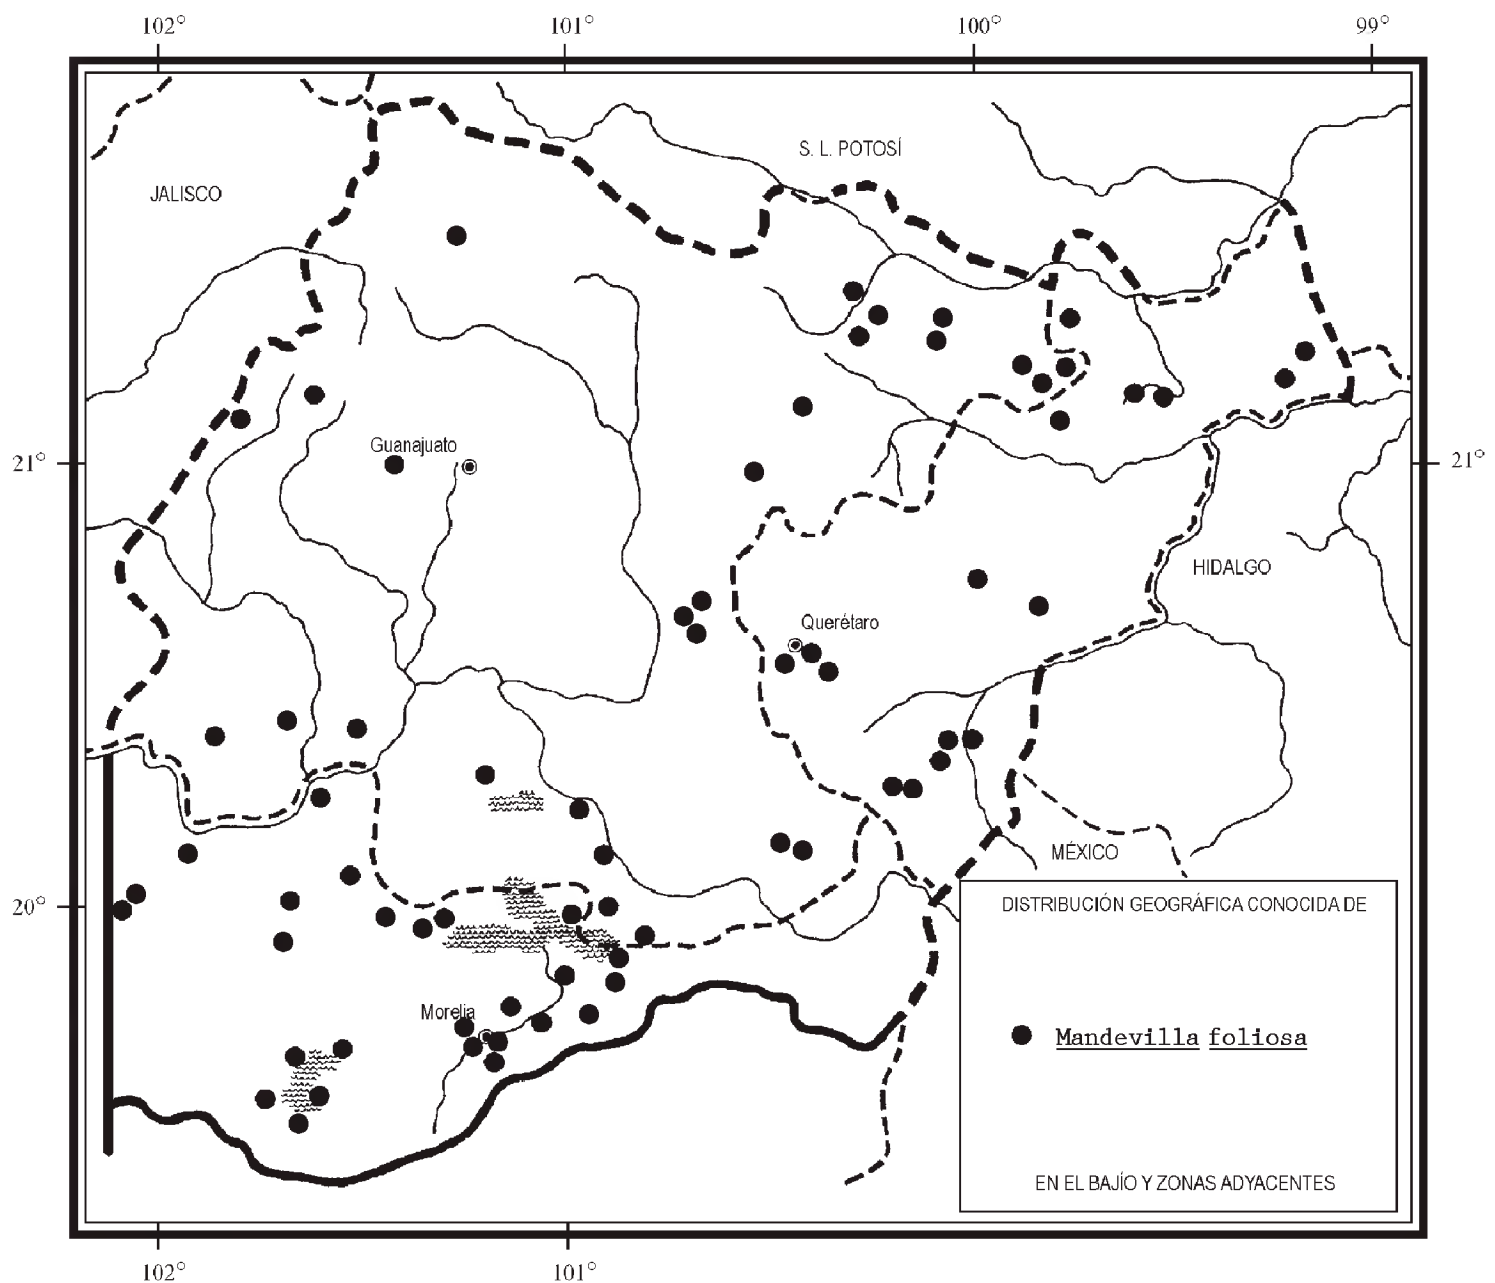 102° 101° 100° 99°
S. L. POTOSÍ
JALISCO
Guanajuato
21° 21°
HIDALGO
Querétaro
MÉXICO
20°
DISTRIBUCIÓN GEOGRÁFICA CONOCIDA DE
Morelia
Mandevilla foliosa
EN EL BAJÍO Y ZONAS ADYACENTES
102° 101°